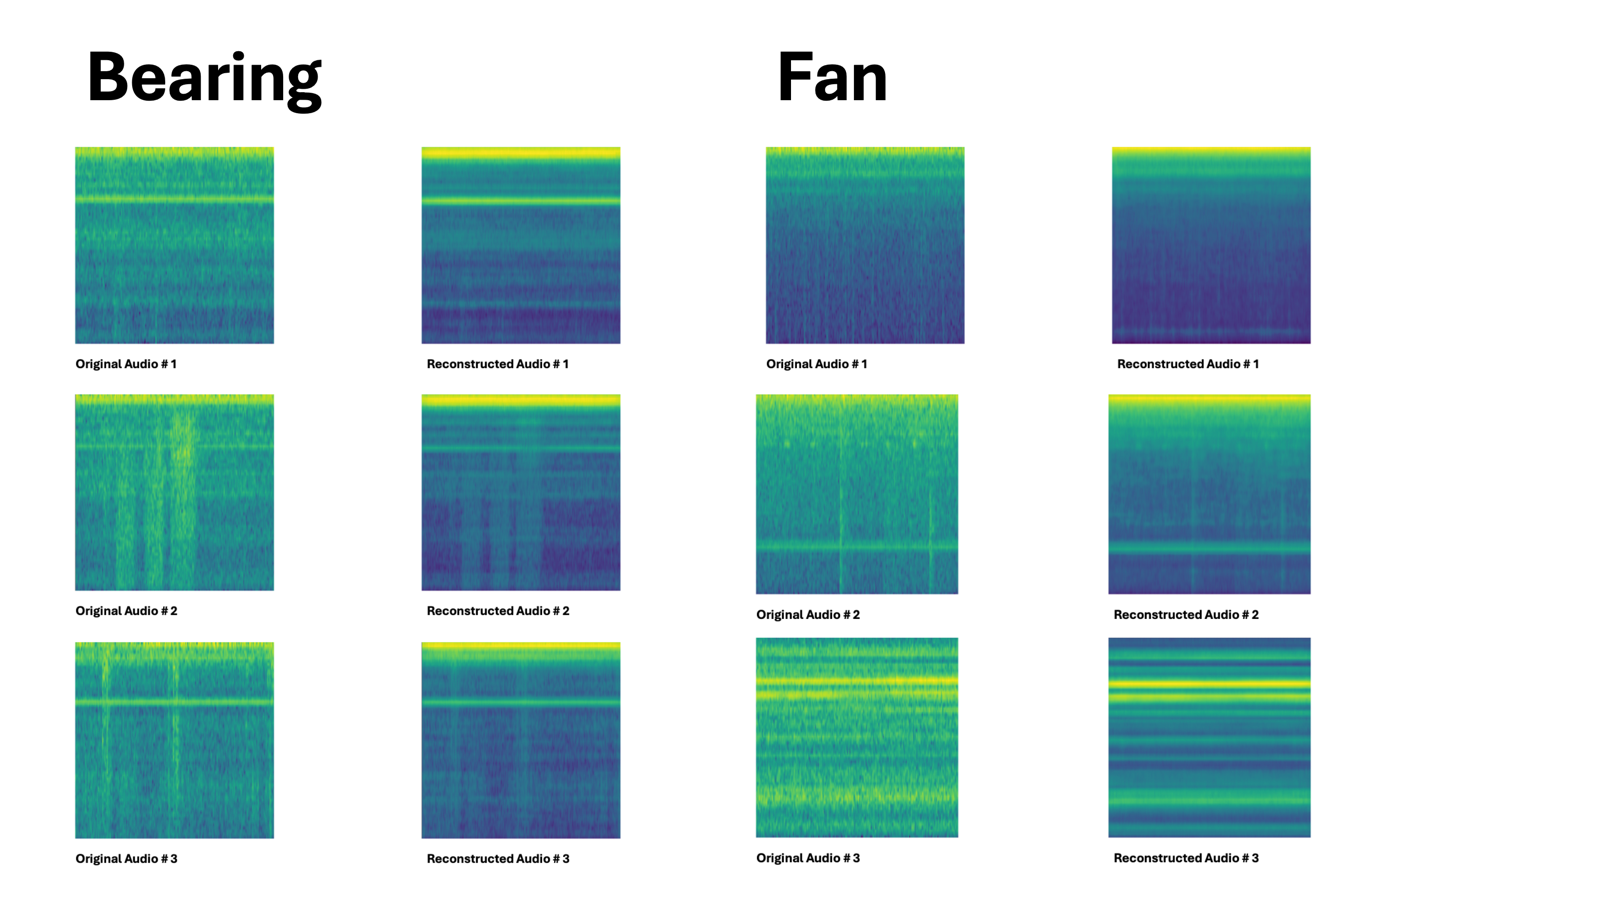 Bearing
Fan
Original Audio # 1
Reconstructed Audio # 1
Original Audio # 1
Reconstructed Audio # 1
Original Audio # 2
Reconstructed Audio # 2
Original Audio # 2
Reconstructed Audio # 2
Original Audio # 3
Reconstructed Audio # 3
Original Audio # 3
Reconstructed Audio # 3